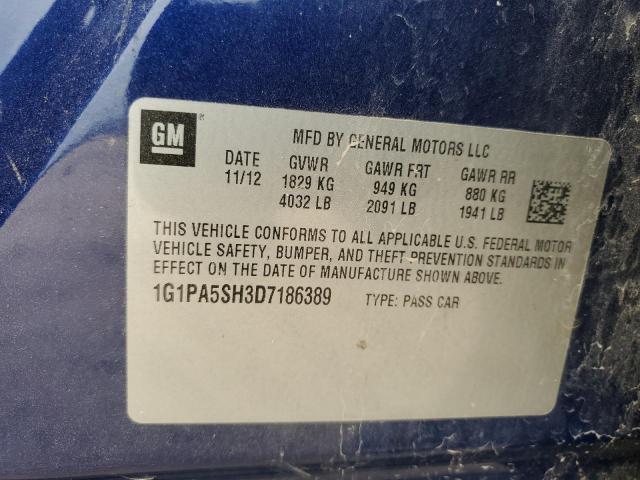 GM
MFD BY GENERAL MOTORS LLC
DATE GVWR GAWR FRT GAWR RR
11/12 1829 KG 949 KG 880 KG
4032 LB 2091 LB 1941 LB
THIS VEHICLE CONFORMS TO ALL APPLICABLE U.S. FEDERAL MOTOR
VEHICLE SAFETY, BUMPER, AND THEFT PREVENTION STANDARDS IN
EFFECT ON THE DATE OF MANUFACTURE SHOWN ABOVE.
1G1PA5SH3D7186389 TYPE: PASS CAR